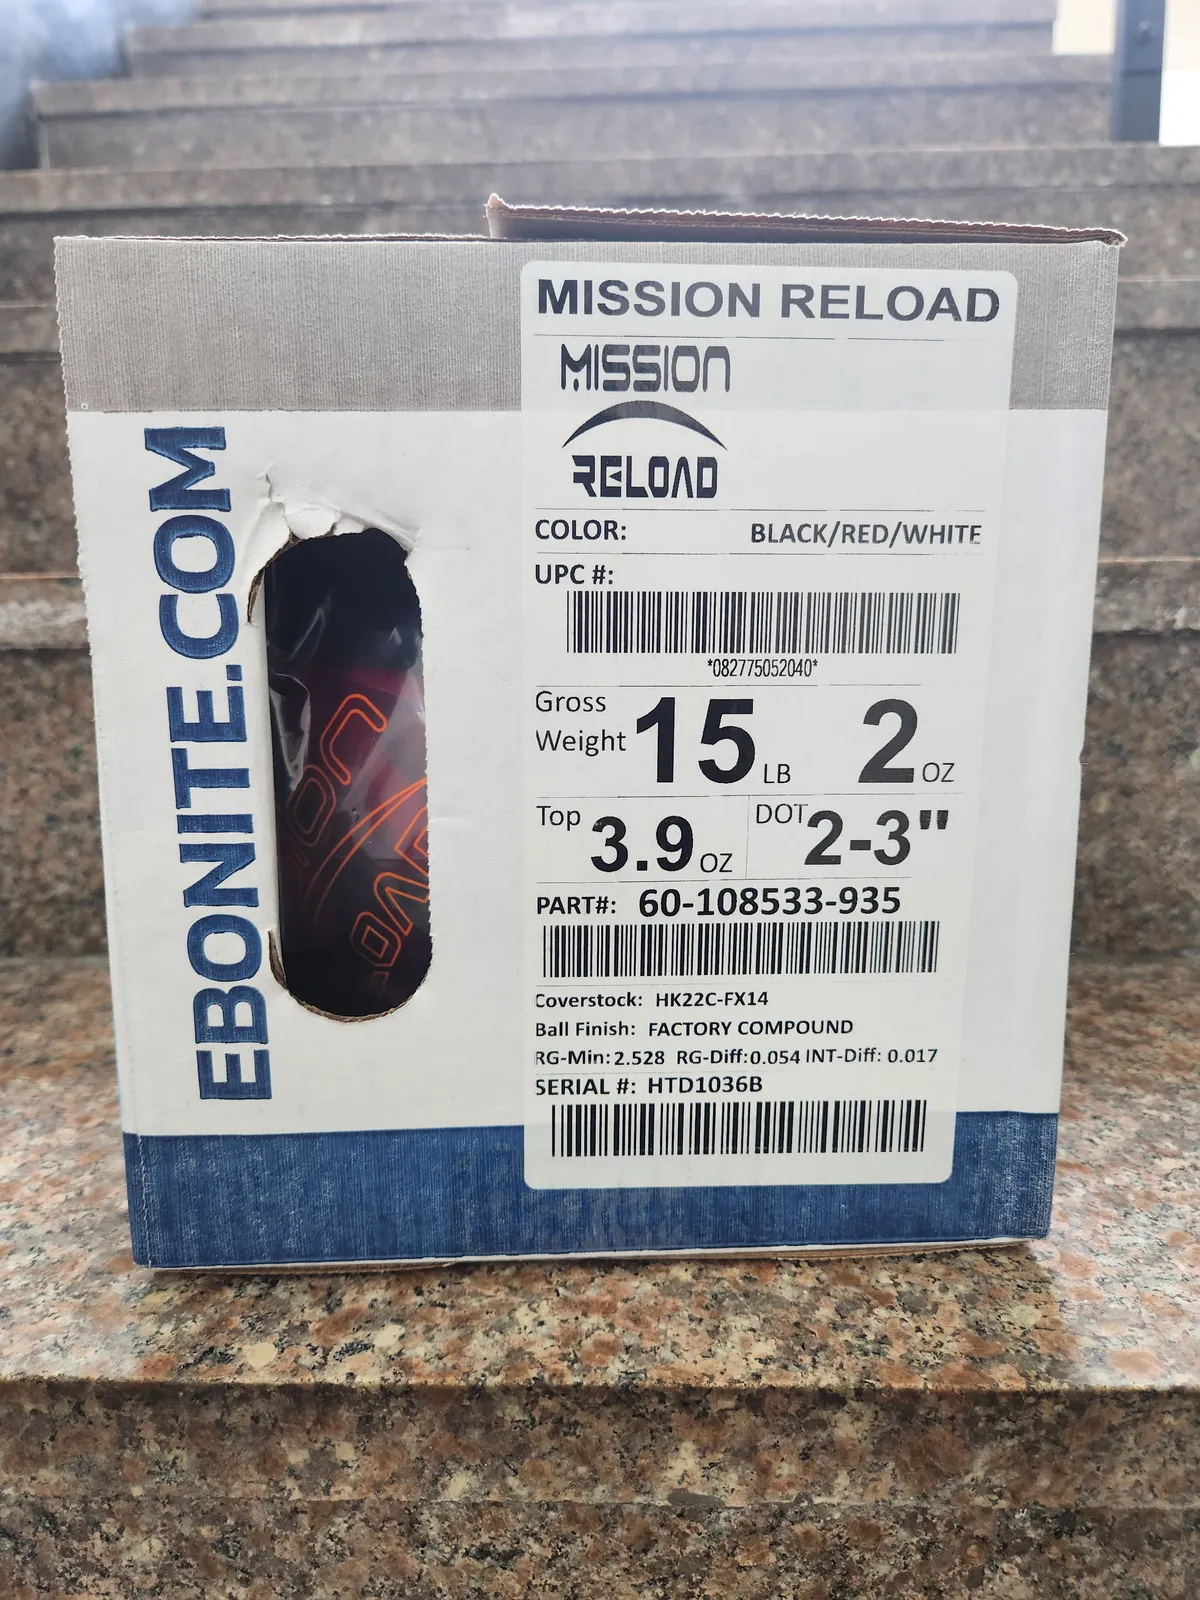 EBONITE.COM
MISSION RELOAD
MISSION
RELOAD
COLOR: BLACK/RED/WHITE
UPC #:
*082775052040*
Gross Weight 15 LB 2 OZ
Top 3.9 OZ DOT 2-3"
PART#: 60-108533-935
Coverstock: HK22C-FX14
Ball Finish: FACTORY COMPOUND
RG-Min: 2.528 RG-Diff: 0.054 INT-Diff: 0.017
SERIAL #: HTD1036B